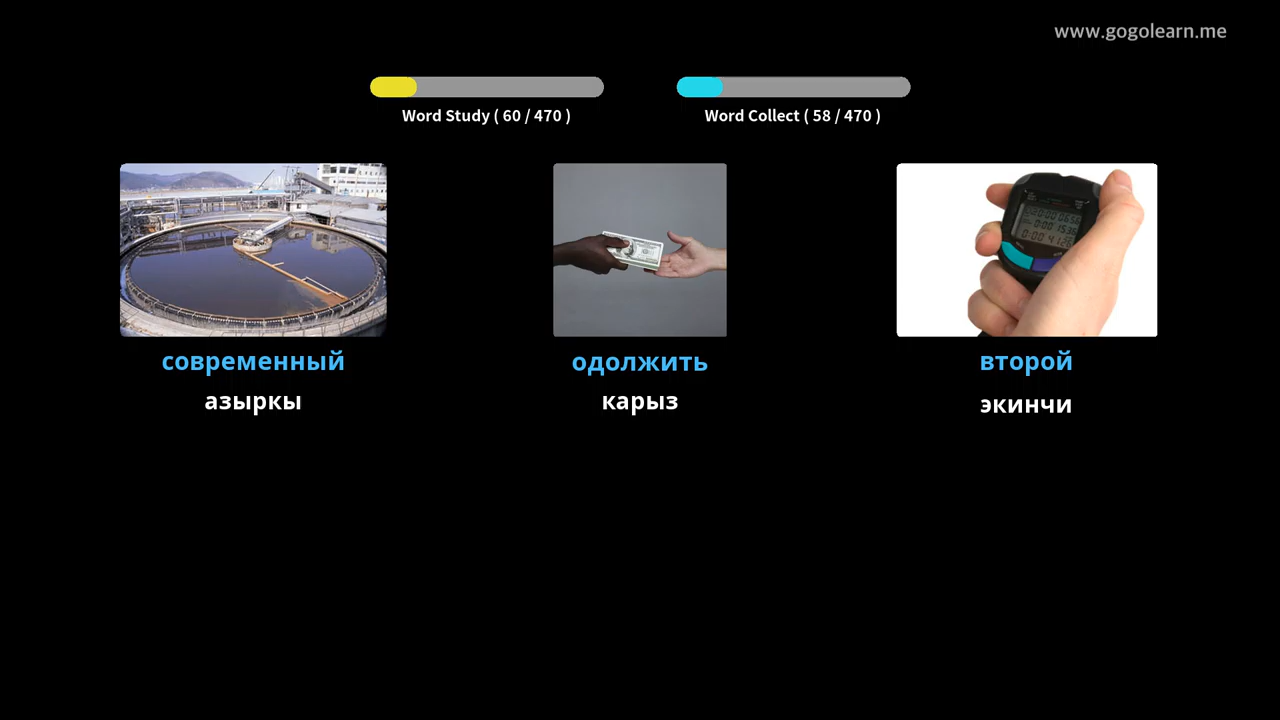 www.gogolearn.me
Word Study ( 60 / 470 )
Word Collect ( 58 / 470 )
современный
одолжить
второй
азыркы
карыз
экинчи